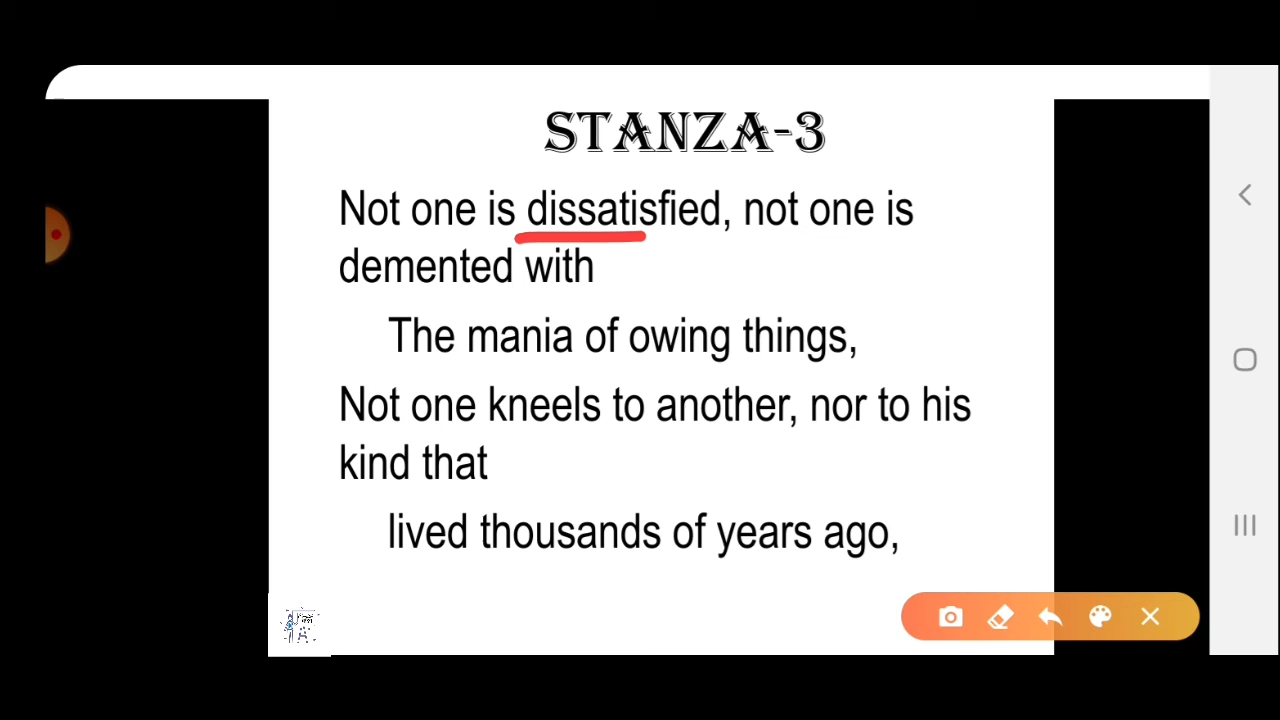 STANZA-3
Not one is dissatisfied, not one is
demented with
The mania of owing things,
Not one kneels to another, nor to his
kind that
lived thousands of years ago,